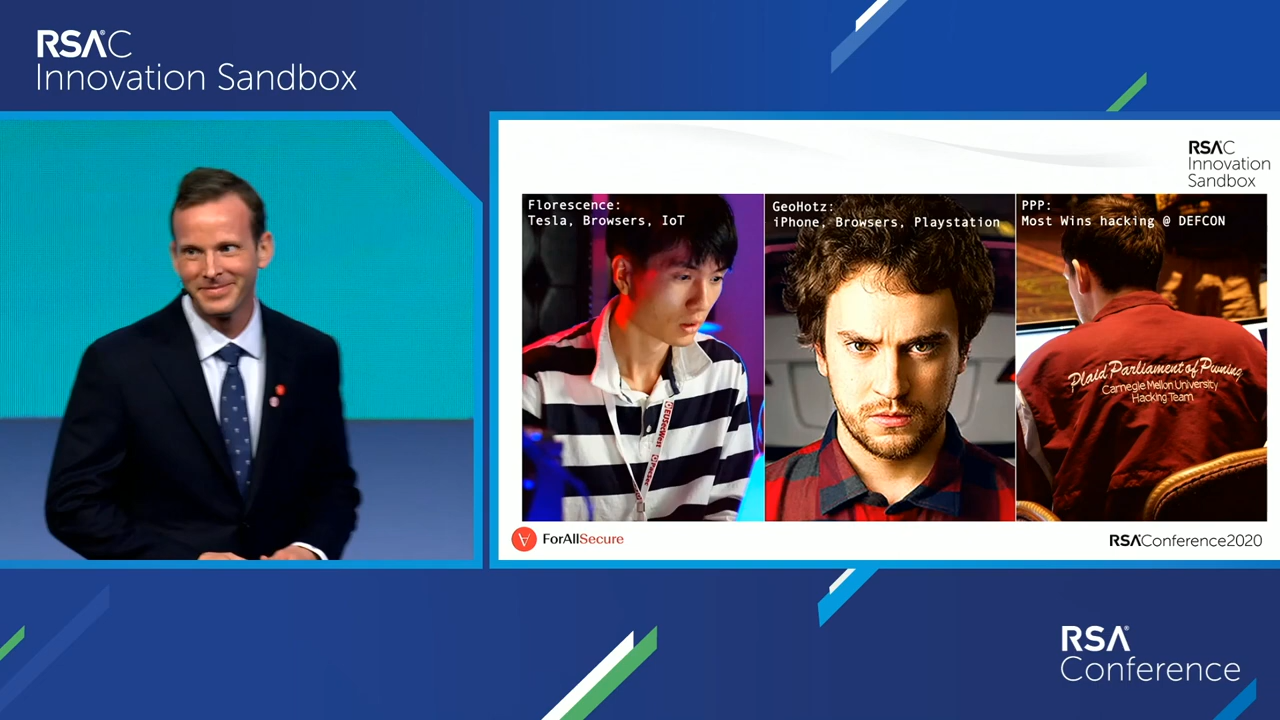 RSAC
Innovation Sandbox
RSAC
Innovation
Sandbox
Florescence:
Tesla, Browsers, IoT
GeoHotz:
iPhone, Browsers, Playstation
PPP:
Most Wins hacking @ DEFCON
Plaid Parliament of Pwning
Carnegie Mellon University
Hacking Team
EUSecWest
ForAllSecure
RSAConference2020
RSA
Conference